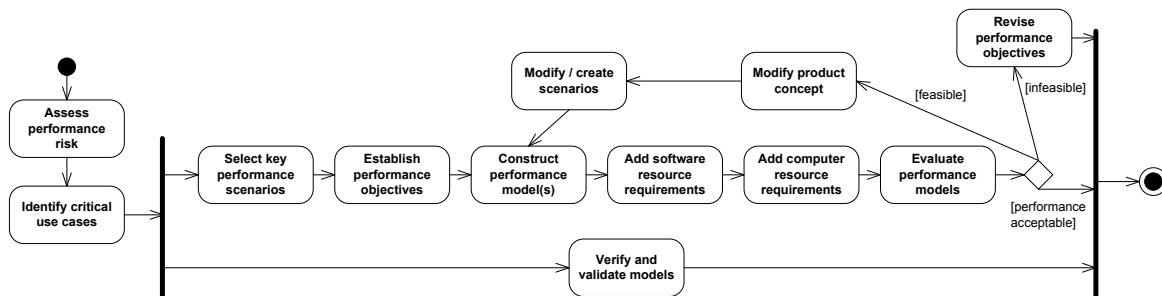 Revise
performance
objectives
Modify / create
scenarios
Modify product
concept
[feasible]
[infeasible]
Assess
performance
risk
Select key
performance
scenarios
Establish
performance
objectives
Construct
performance
model(s)
Add software
resource
requirements
Add computer
resource
requirements
Evaluate
performance
models
Identify critical
use cases
[performance
acceptable]
Verify and
validate models